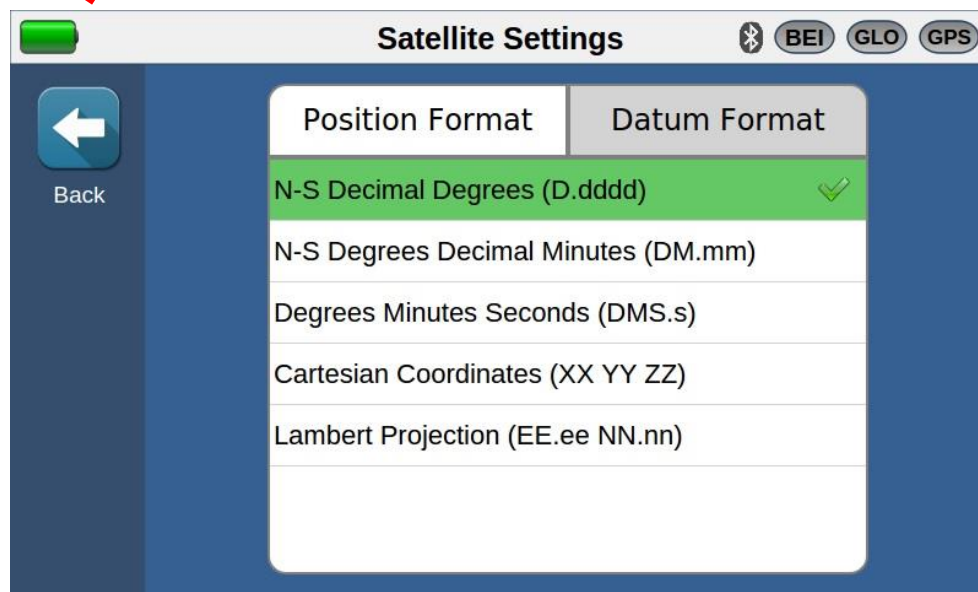 Satellite Settings
BEI GLO GPS
Back
Position Format
Datum Format
N-S Decimal Degrees (D.dddd)
N-S Degrees Decimal Minutes (DM.mm)
Degrees Minutes Seconds (DMS.s)
Cartesian Coordinates (XX YY ZZ)
Lambert Projection (EE.ee NN.nn)